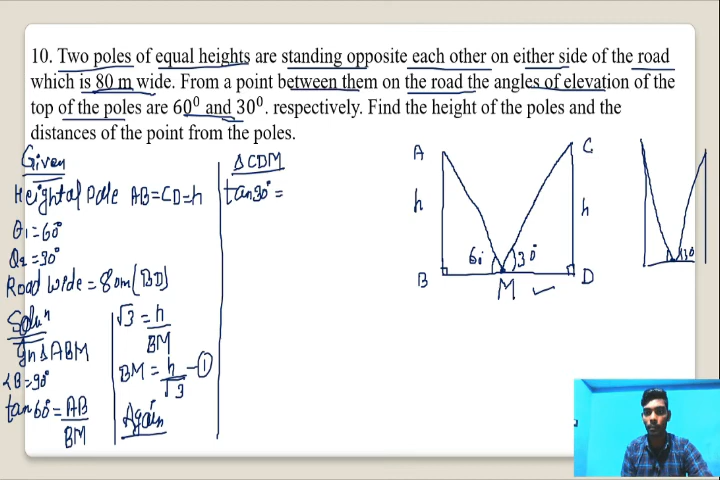 10. Two poles of equal heights are standing opposite each other on either side of the road
which is 80 m wide. From a point between them on the road the angles of elevation of the
top of the poles are 60⁰ and 30⁰, respectively. Find the height of the poles and the
distances of the point from the poles.
Given
Height of Pole AB=CD=h
θ1=60°
θ2=30°
Road wide=80m(BD)
Solun
In ΔABM
∠B=90°
tan60°=AB/BM
√3=h/BM
BM=h/√3-①
Again
ΔCDM
tan30°=
A
C
h
h
60°
30°
B
M
D
30